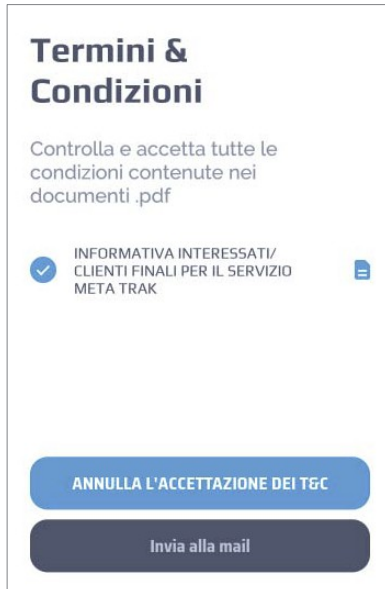 Termini &
Condizioni
Controlla e accetta tutte le
condizioni contenute nei
documenti .pdf
INFORMATIVA INTERESSATI/
CLIENTI FINALI PER IL SERVIZIO
META TRAK
ANNULLA L'ACCETTAZIONE DEI T&C
Invia alla mail